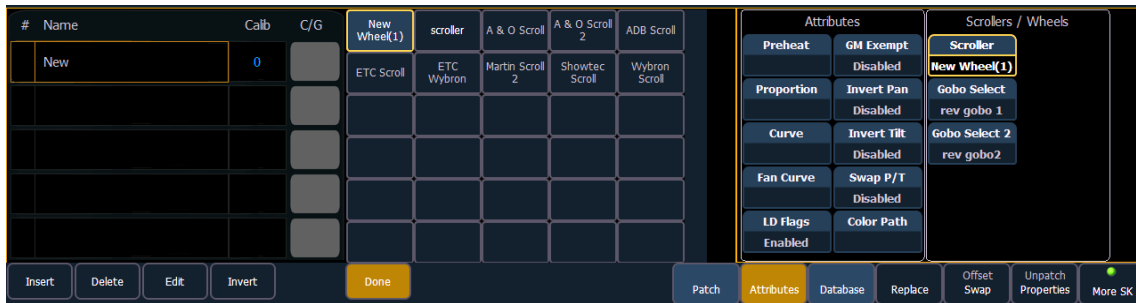 # Name Calib C/G
New 0
New Wheel(1)
scroller
A & O Scroll
A & O Scroll 2
ADB Scroll
ETC Scroll
ETC Wybron
Martin Scroll 2
Showtec Scroll
Wybron Scroll
Attributes
Preheat
GM Exempt
Disabled
Proportion
Invert Pan
Disabled
Curve
Invert Tilt
Disabled
Fan Curve
Swap P/T
Disabled
LD Flags
Enabled
Color Path
Scrollers / Wheels
Scroller
New Wheel(1)
Gobo Select
rev gobo 1
Gobo Select 2
rev gobo2
Insert
Delete
Edit
Invert
Done
Patch
Attributes
Database
Replace
Offset
Swap
Unpatch
Properties
More SK